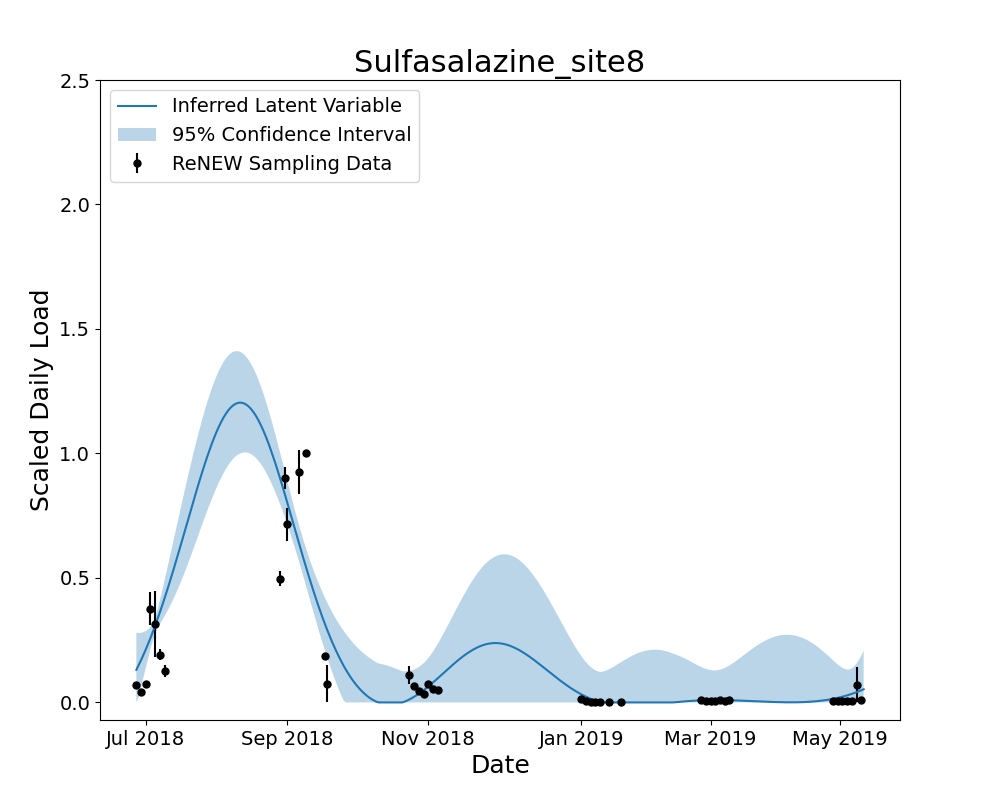 Sulfasalazine_site8
Inferred Latent Variable
95% Confidence Interval
ReNEW Sampling Data
Scaled Daily Load
2.5
2.0
1.5
1.0
0.5
0.0
Jul 2018 Sep 2018 Nov 2018 Jan 2019 Mar 2019 May 2019
Date